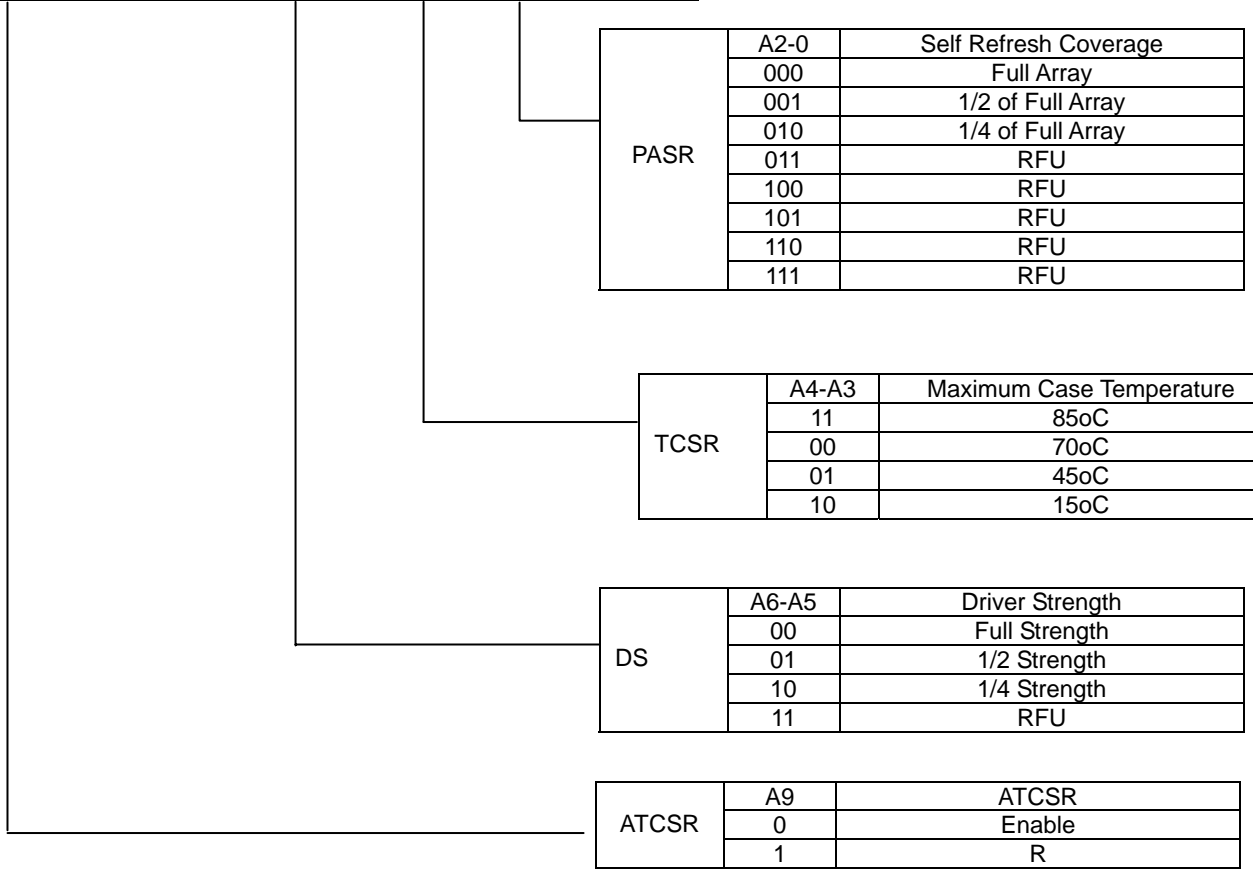 A2-0 Self Refresh Coverage
000 Full Array
001 1/2 of Full Array
010 1/4 of Full Array
PASR 011 RFU
100 RFU
101 RFU
110 RFU
111 RFU
A4-A3 Maximum Case Temperature
11 85oC
TCSR 00 70oC
01 45oC
10 15oC
A6-A5 Driver Strength
00 Full Strength
DS 01 1/2 Strength
10 1/4 Strength
11 RFU
A9 ATCSR
ATCSR 0 Enable
1 R